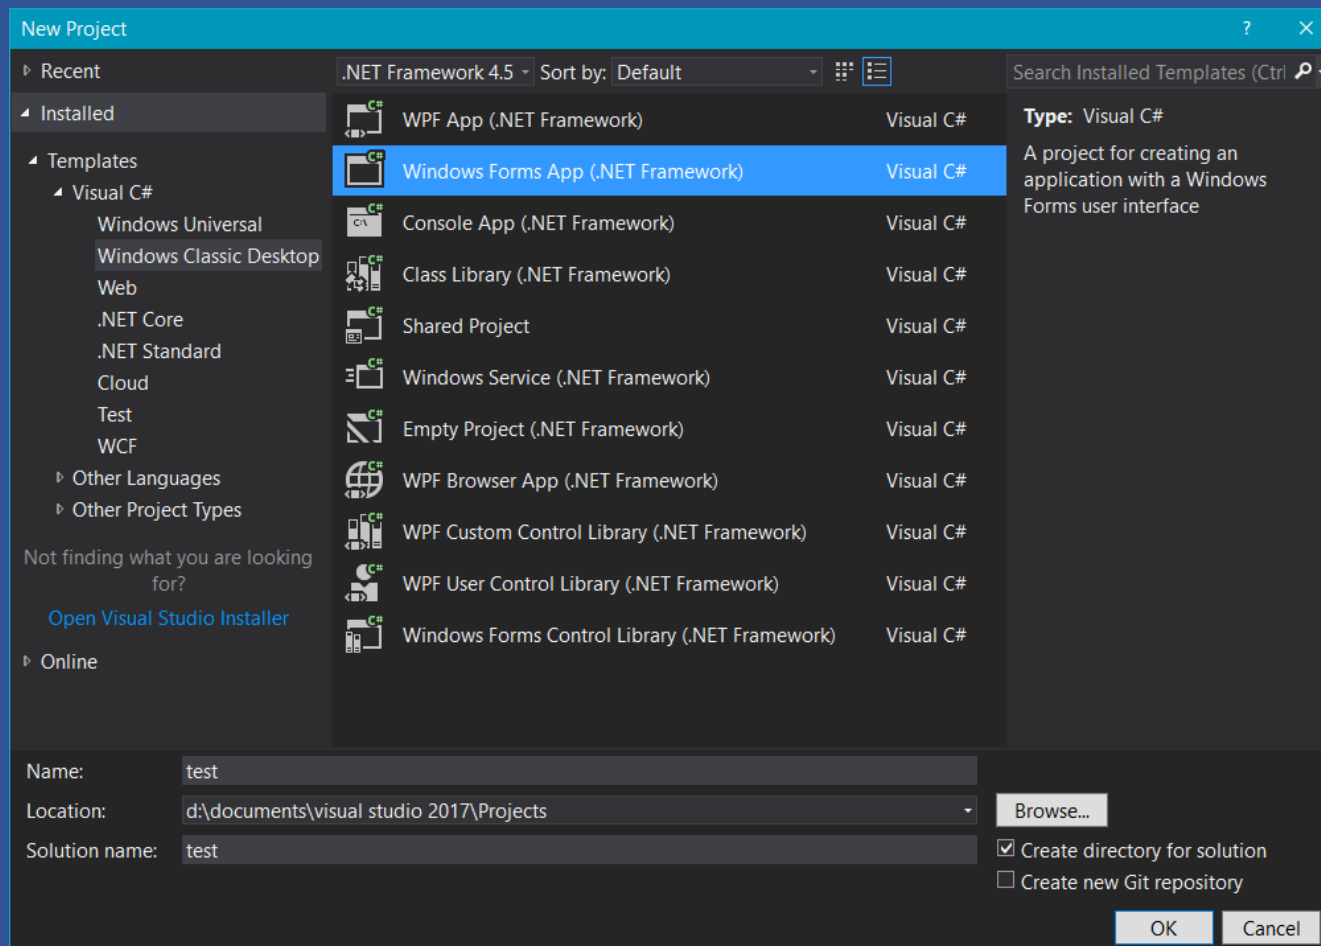 New Project
?
Recent
.NET Framework 4.5
Sort by:
Default
Search Installed Templates (Ctrl
Installed
Templates
Visual C#
Windows Universal
Windows Classic Desktop
Web
.NET Core
.NET Standard
Cloud
Test
WCF
Other Languages
Other Project Types
Not finding what you are looking
for?
Open Visual Studio Installer
Online
WPF App (.NET Framework) Visual C#
Windows Forms App (.NET Framework) Visual C#
Console App (.NET Framework) Visual C#
Class Library (.NET Framework) Visual C#
Shared Project Visual C#
Windows Service (.NET Framework) Visual C#
Empty Project (.NET Framework) Visual C#
WPF Browser App (.NET Framework) Visual C#
WPF Custom Control Library (.NET Framework) Visual C#
WPF User Control Library (.NET Framework) Visual C#
Windows Forms Control Library (.NET Framework) Visual C#
Type: Visual C#
A project for creating an
application with a Windows
Forms user interface
Name: test
Location: d:\documents\visual studio 2017\Projects
Browse...
Solution name: test
Create directory for solution
Create new Git repository
OK
Cancel